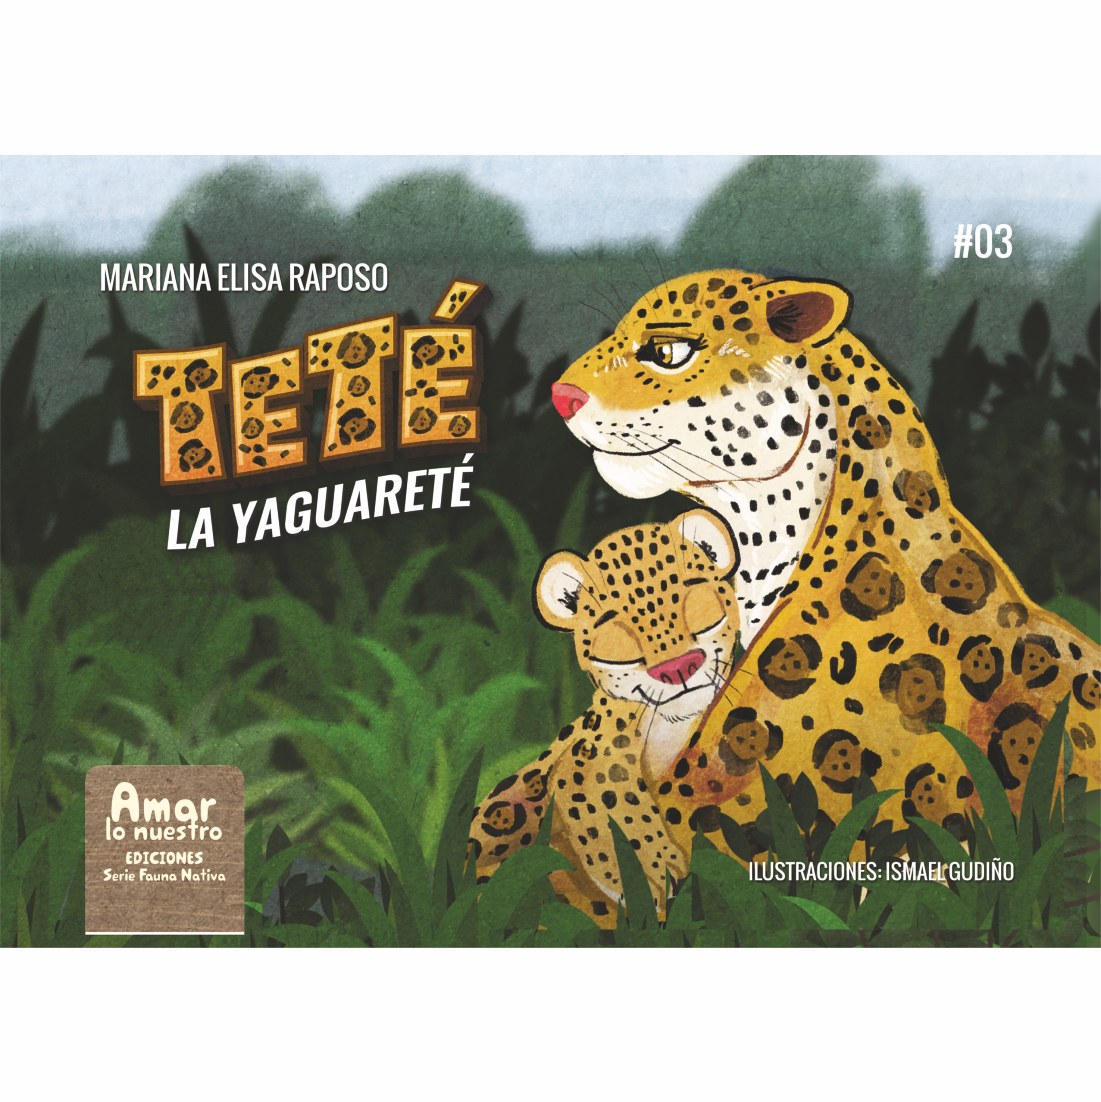 #03
MARIANA ELISA RAPOSO
TETÉ
LA YAGUARETÉ
Amar
lo nuestro
EDICIONES
Serie Fauna Nativa
ILUSTRACIONES: ISMAEL GUDIÑO